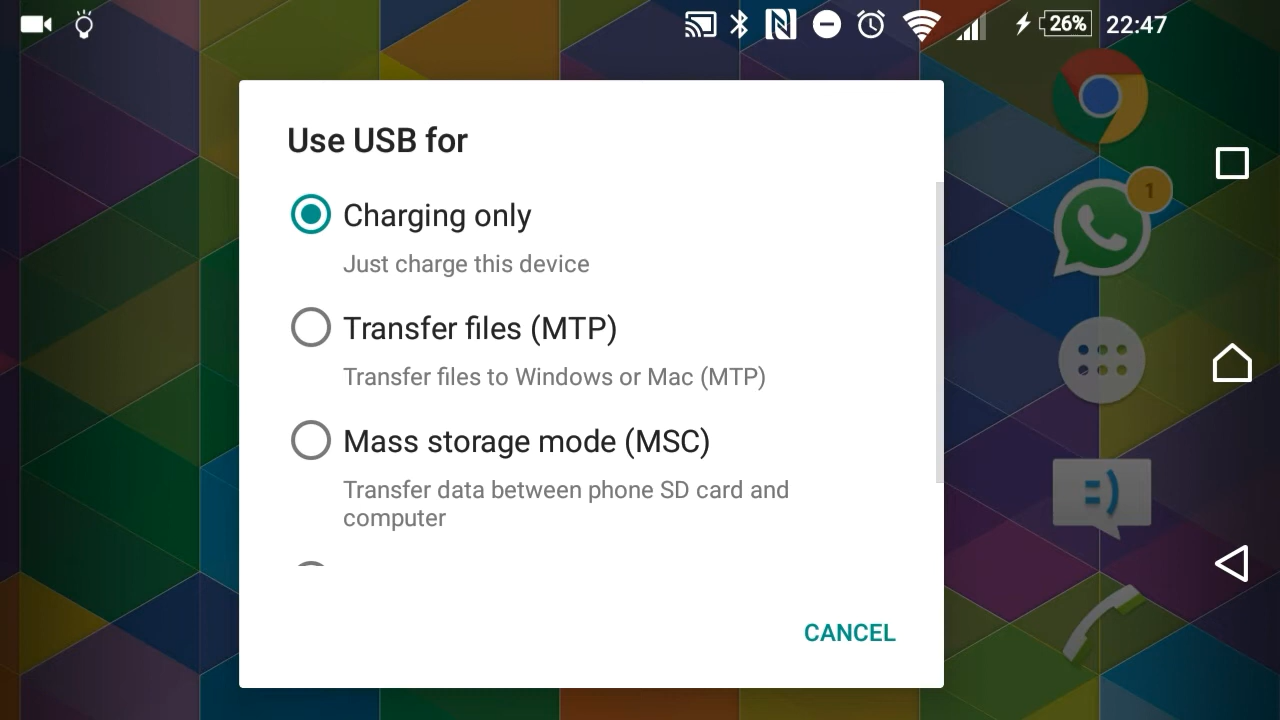 26% 22:47
Use USB for
Charging only
Just charge this device
1
Transfer files (MTP)
Transfer files to Windows or Mac (MTP)
Mass storage mode (MSC)
Transfer data between phone SD card and
computer
=)
CANCEL